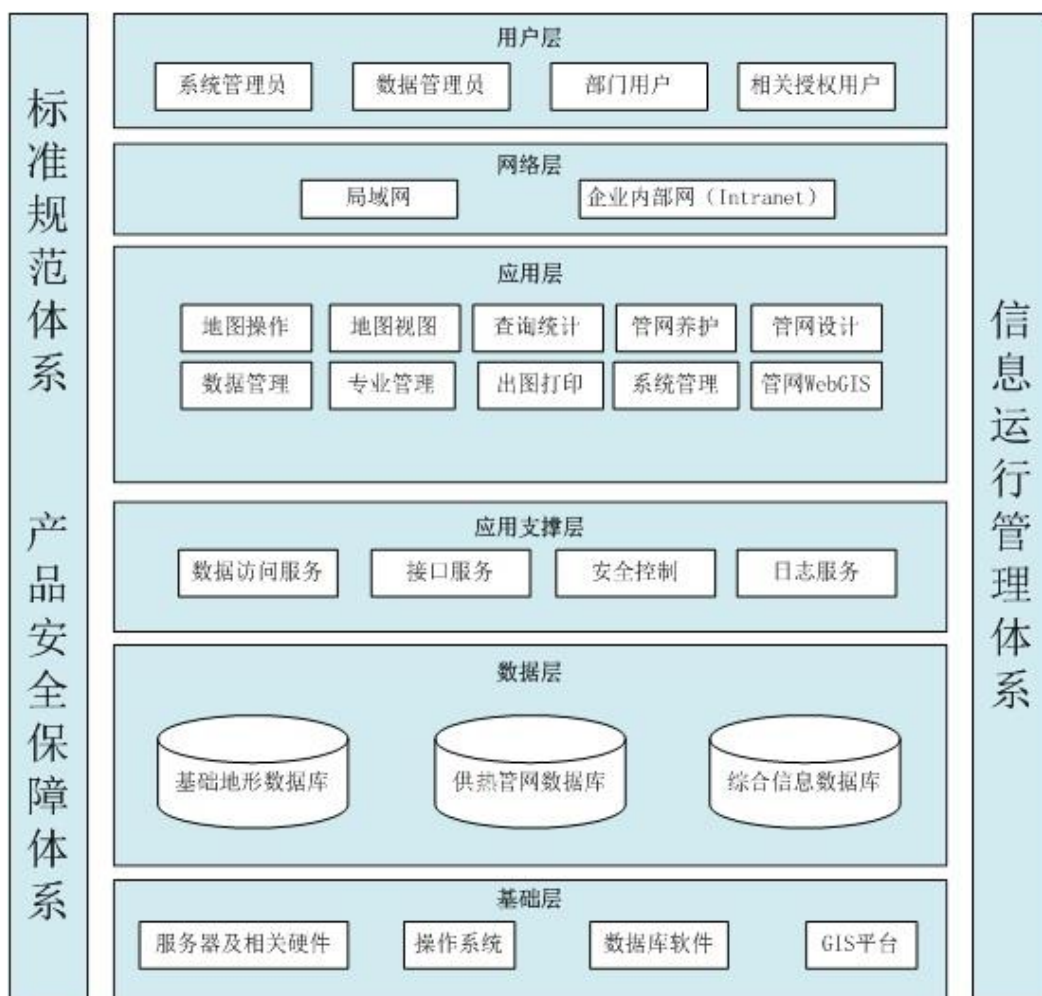 标准规范体系
产品安全保障体系
用户层
系统管理员
数据管理员
部门用户
相关授权用户
网络层
局域网
企业内部网（Intranet）
应用层
地图操作
地图视图
查询统计
管网养护
管网设计
数据管理
专业管理
出图打印
系统管理
管网WebGIS
应用支撑层
数据访问服务
接口服务
安全控制
日志服务
数据层
基础地形数据库
供热管网数据库
综合信息数据库
基础层
服务器及相关硬件
操作系统
数据库软件
GIS平台
信息运行管理体系